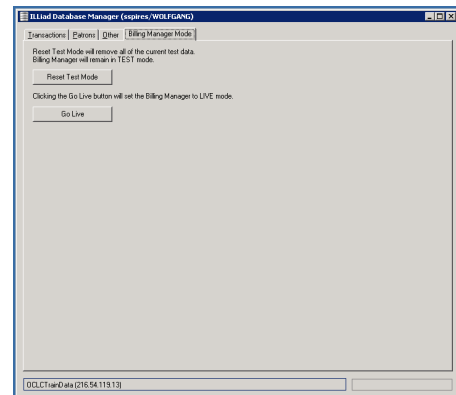 ILLiad Database Manager (sspires/WOLFGANG)
Transactions Patrons Other Billing Manager Mode
Reset Test Mode will remove all of the current test data.
Billing Manager will remain in TEST mode.
Reset Test Mode
Clicking the Go Live button will set the Billing Manager to LIVE mode.
Go Live
OCLCTrainData (216.54.119.13)